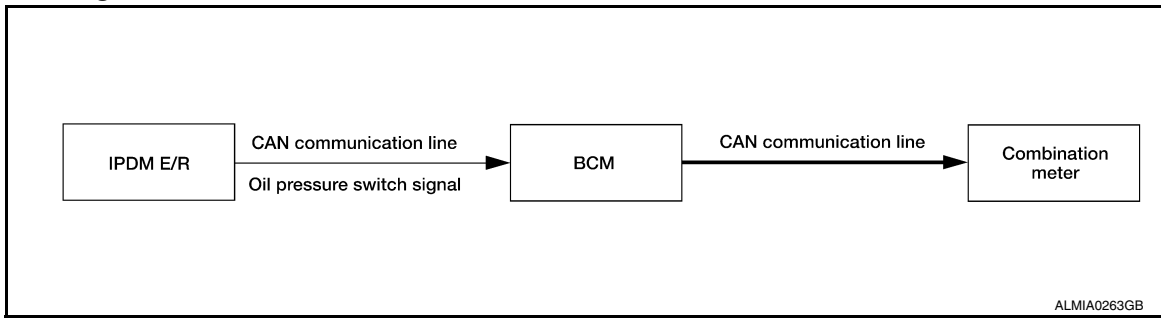 IPDM E/R
CAN communication line
Oil pressure switch signal
BCM
CAN communication line
Combination
meter
ALMIA0263GB